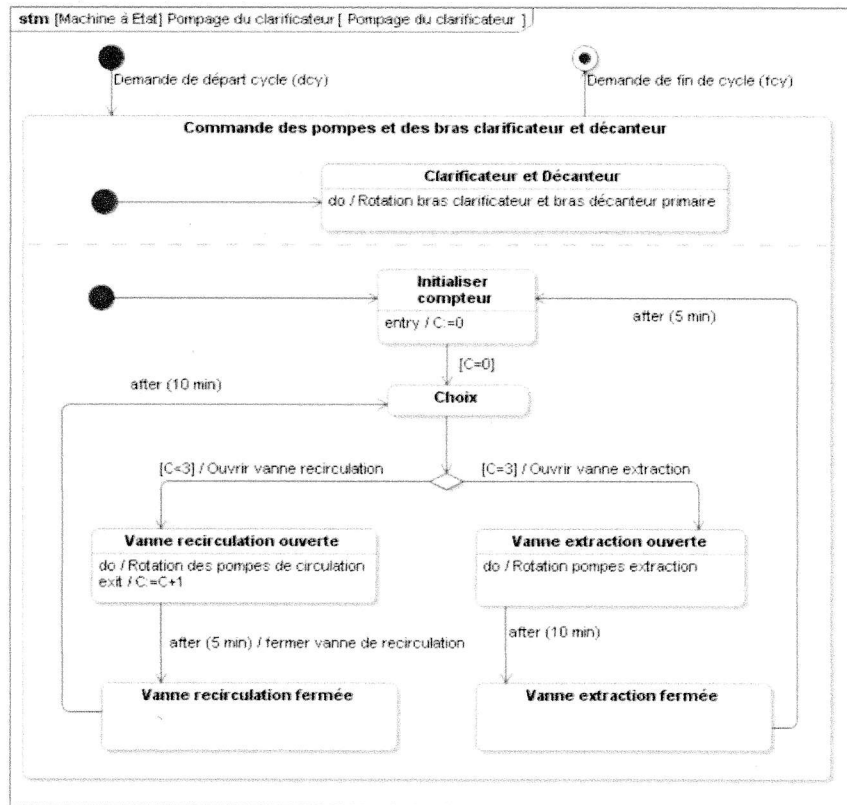 stm [Machine à Etat] Pompage du clarificateur [ Pompage du clarificateur ]
Demande de départ cycle (dcy)
Demande de fin de cycle (fcy)
Commande des pompes et des bras clarificateur et décanteur
Clarificateur et Décanteur
do / Rotation bras clarificateur et bras décanteur primaire
Initialiser
compteur
entry / C:=0
after (5 min)
[C=0]
after (10 min)
Choix
[C<3] / Ouvrir vanne recirculation
[C=3] / Ouvrir vanne extraction
Vanne recirculation ouverte
do / Rotation des pompes de circulation
exit / C:=C+1
Vanne extraction ouverte
do / Rotation pompes extraction
after (5 min) / fermer vanne de recirculation
after (10 min)
Vanne recirculation fermée
Vanne extraction fermée